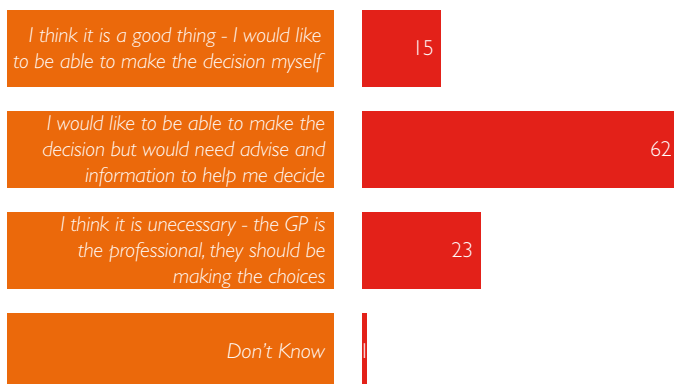 I think it is a good thing - I would like
to be able to make the decision myself
15
I would like to be able to make the
decision but would need advise and
information to help me decide
62
I think it is unecessary - the GP is
the professional, they should be
making the choices
23
Don't Know
1